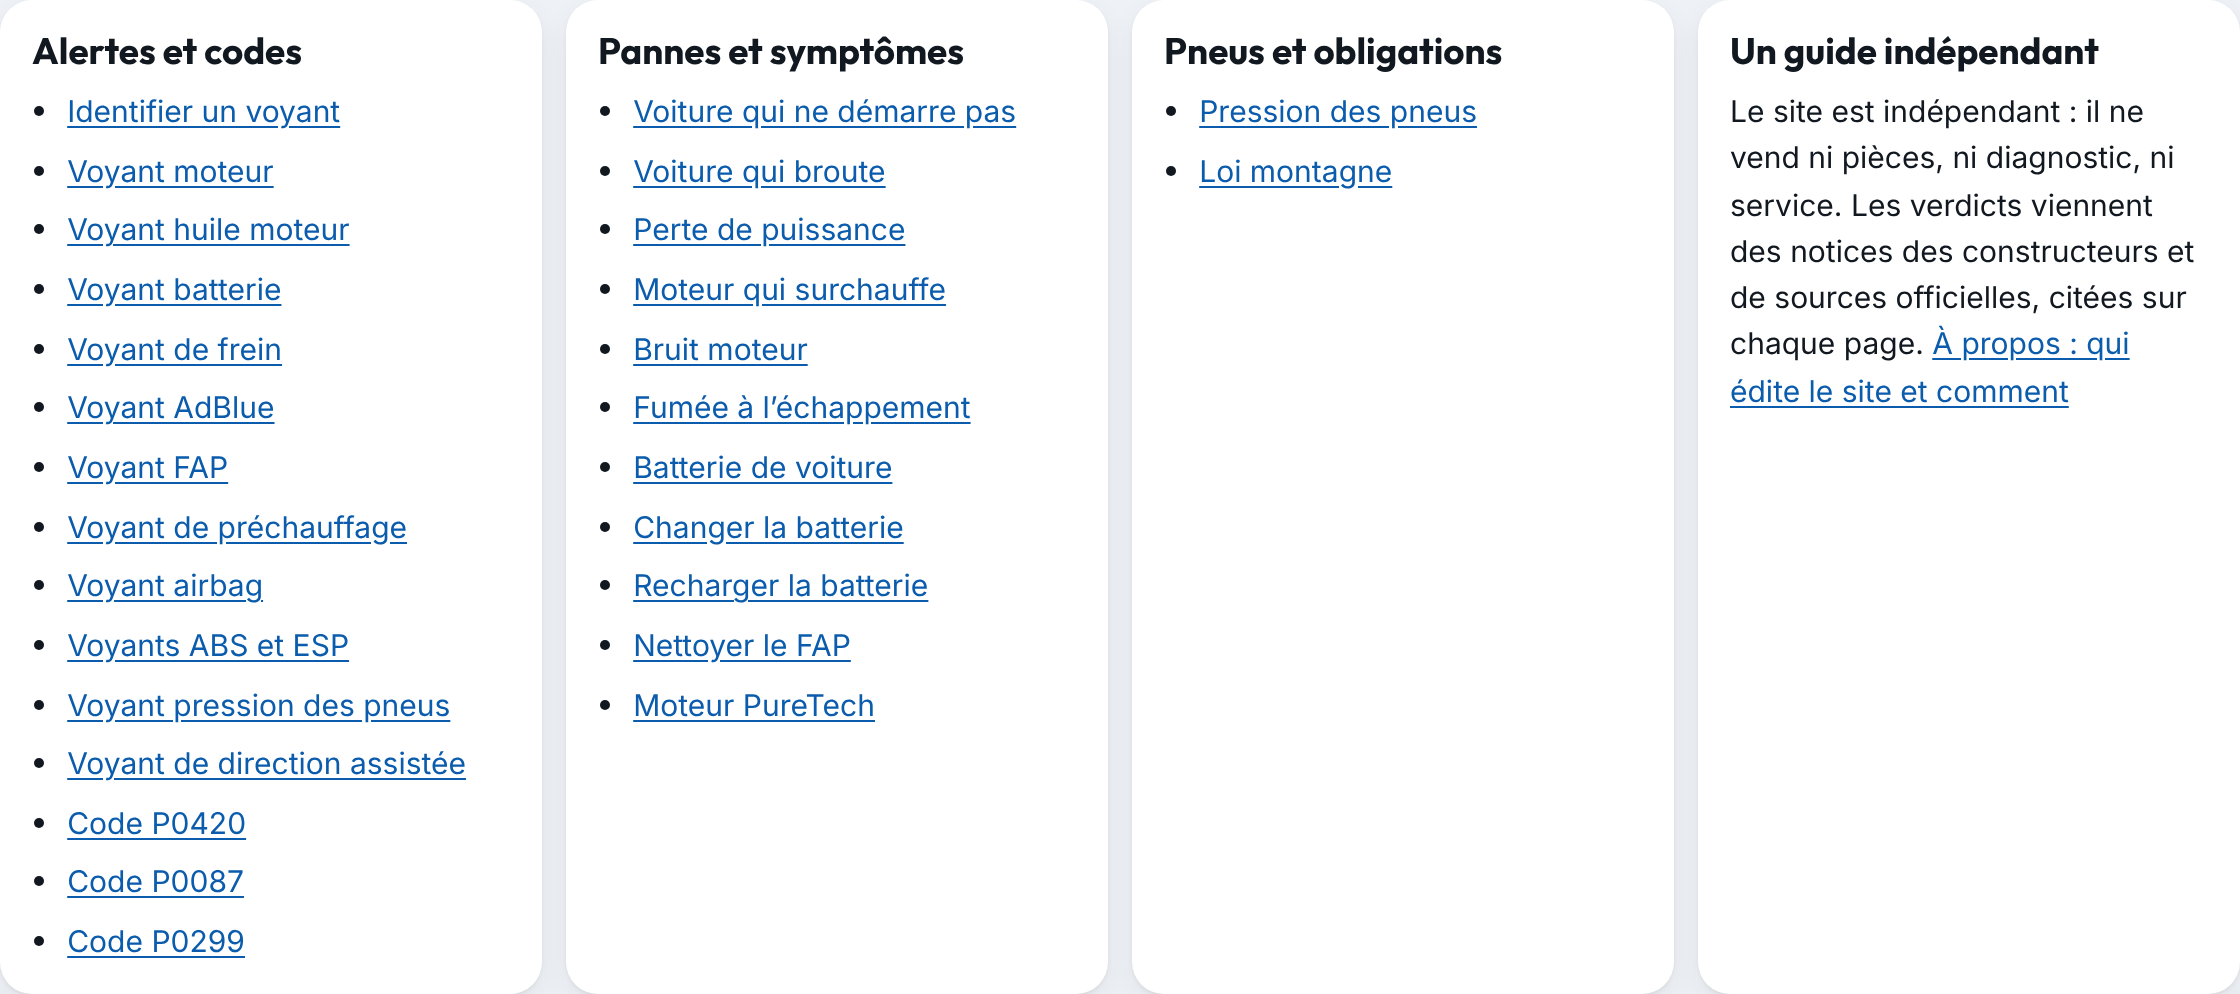 Alertes et codes
Identifier un voyant
Voyant moteur
Voyant huile moteur
Voyant batterie
Voyant de frein
Voyant AdBlue
Voyant FAP
Voyant de préchauffage
Voyant airbag
Voyants ABS et ESP
Voyant pression des pneus
Voyant de direction assistée
Code P0420
Code P0087
Code P0299
Pannes et symptômes
Voiture qui ne démarre pas
Voiture qui broute
Perte de puissance
Moteur qui surchauffe
Bruit moteur
Fumée à l’échappement
Batterie de voiture
Changer la batterie
Recharger la batterie
Nettoyer le FAP
Moteur PureTech
Pneus et obligations
Pression des pneus
Loi montagne
Un guide indépendant
Le site est indépendant : il ne
vend ni pièces, ni diagnostic, ni
service. Les verdicts viennent
des notices des constructeurs et
de sources officielles, citées sur
chaque page. À propos : qui
édite le site et comment